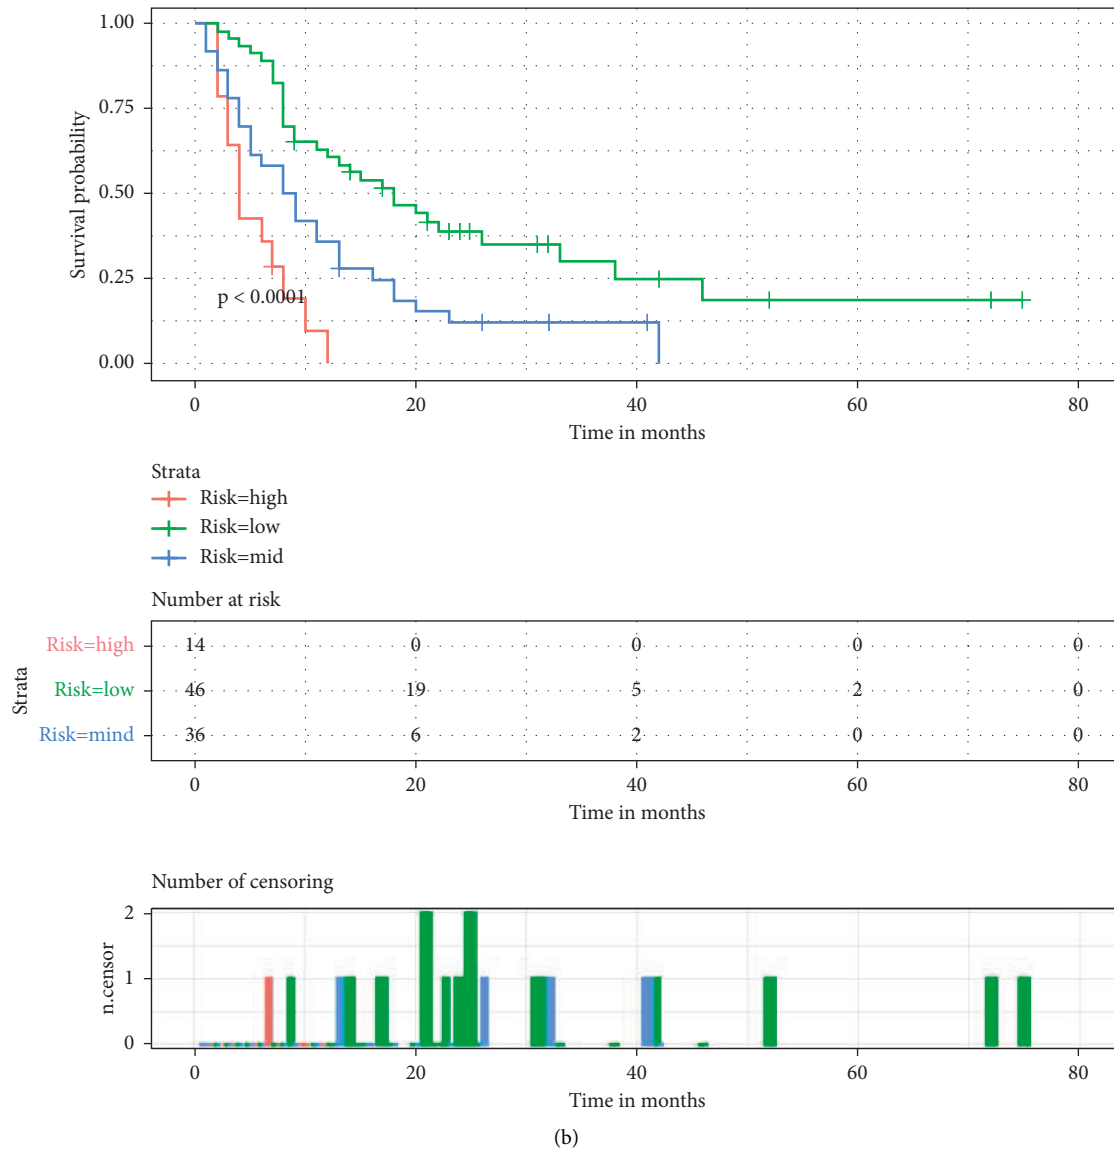 1.00
0.75
0.50
0.25
0.00
Survival probability
p < 0.0001
0 20 40 60 80
Time in months
Strata
Risk=high
Risk=low
Risk=mid
Number at risk
Strata
Risk=high 14 0 0 0 0
Risk=low 46 19 5 2 0
Risk=mind 36 6 2 0 0
0 20 40 60 80
Time in months
Number of censoring
n.censor
2
1
0
0 20 40 60 80
Time in months
(b)